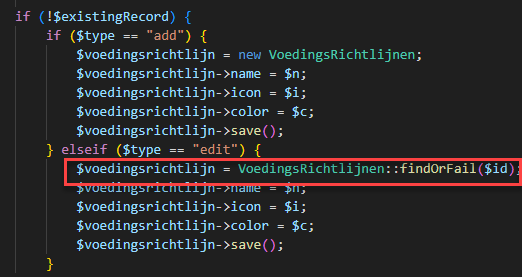 if (!$existingRecord) {
if ($type == "add") {
$voedingsrichtlijn = new VoedingsRichtlijnen;
$voedingsrichtlijn->name = $n;
$voedingsrichtlijn->icon = $i;
$voedingsrichtlijn->color = $c;
$voedingsrichtlijn->save();
} elseif ($type == "edit") {
$voedingsrichtlijn = VoedingsRichtlijnen::findOrFail($id);
$voedingsrichtlijn->name = $n;
$voedingsrichtlijn->icon = $i;
$voedingsrichtlijn->color = $c;
$voedingsrichtlijn->save();
}